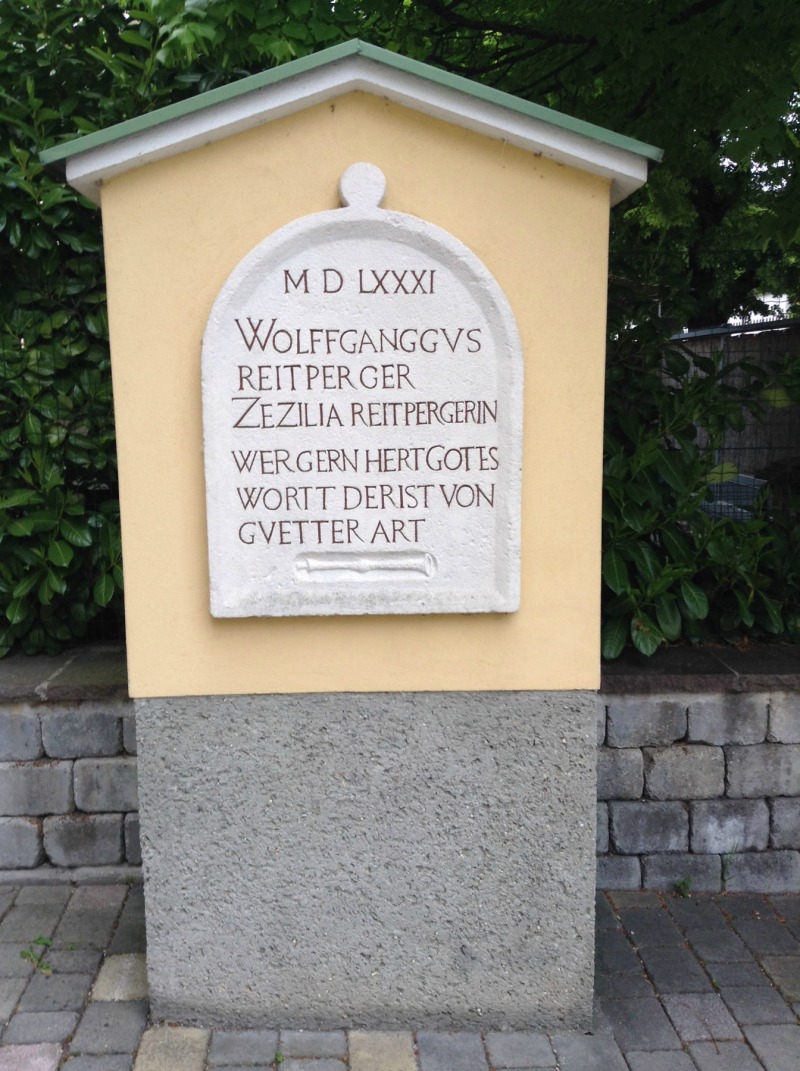 M D LXXXI
WOLFFGANGGVS
REITPERGER
ZEZILIA REITPERGERIN
WERGERN HERTGOTES
WORTT DERIST VON
GVETTER ART